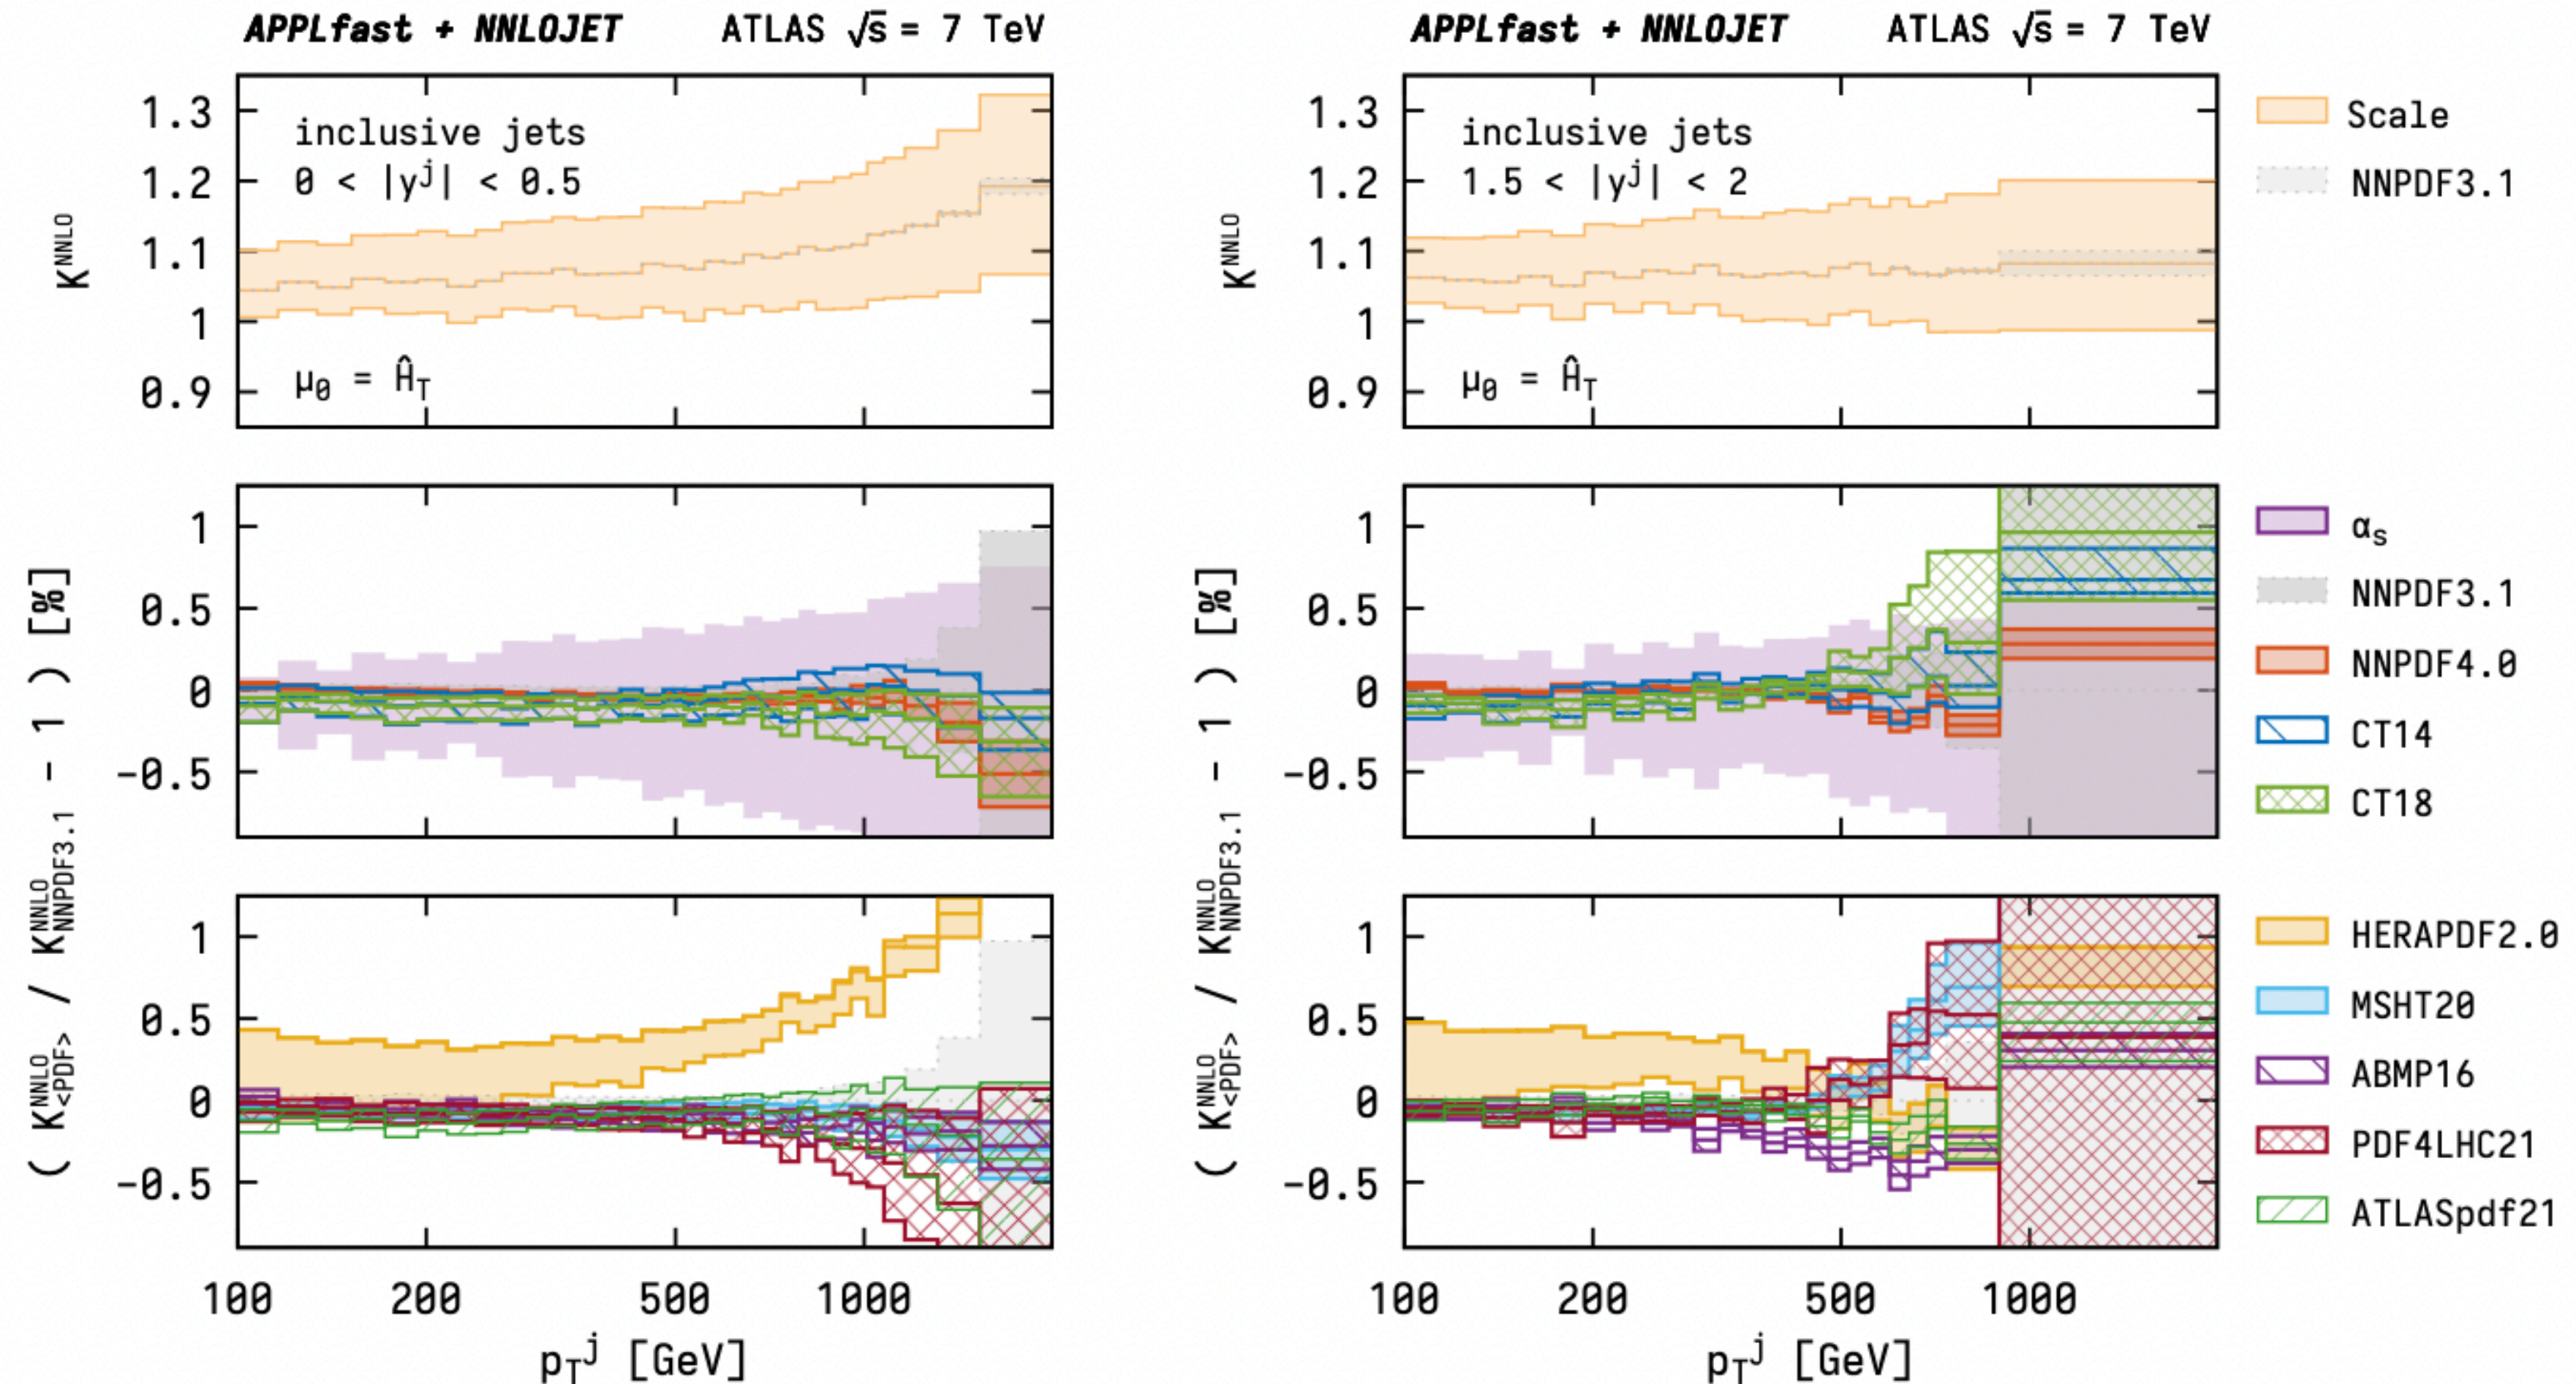 APPLfast + NNLOJET ATLAS √s = 7 TeV
1.3
1.2
1.1
1
0.9
K^NNLO
inclusive jets
0 < |y^j| < 0.5
μ_0 = Ĥ_T
1
0.5
0
-0.5
1
0.5
0
-0.5
( K^NNLO_<PDF> / K^NNLO_NNPDF3.1 - 1 ) [%]
100 200 500 1000
p_T^j [GeV]
APPLfast + NNLOJET ATLAS √s = 7 TeV
1.3
1.2
1.1
1
0.9
K^NNLO
inclusive jets
1.5 < |y^j| < 2
μ_0 = Ĥ_T
1
0.5
0
-0.5
1
0.5
0
-0.5
( K^NNLO_<PDF> / K^NNLO_NNPDF3.1 - 1 ) [%]
100 200 500 1000
p_T^j [GeV]
Scale
NNPDF3.1
α_s
NNPDF3.1
NNPDF4.0
CT14
CT18
HERAPDF2.0
MSHT20
ABMP16
PDF4LHC21
ATLASpdf21